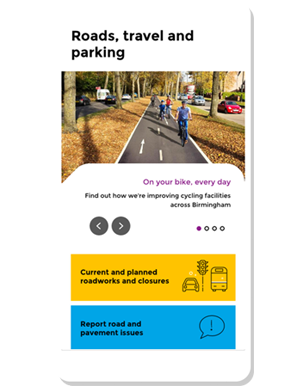 Roads, travel and
parking
On your bike, every day
Find out how we're improving cycling facilities
across Birmingham
Current and planned
roadworks and closures
Report road and
pavement issues